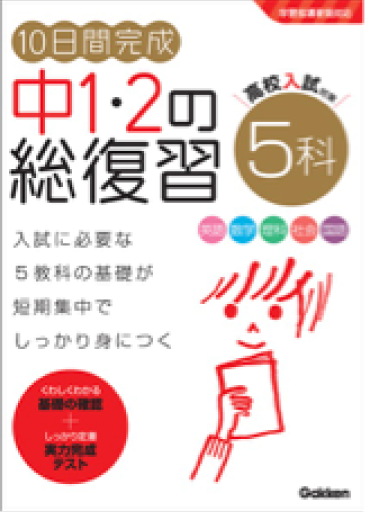 10日間完成
中1・2の
総復習
高校入試
5科
英語 数学 理科 社会 国語
入試に必要な
5教科の基礎が
短期集中で
しっかり身につく
くわしくわかる
基礎の確認
+
しっかり定着
実力完成
テスト
Gakken